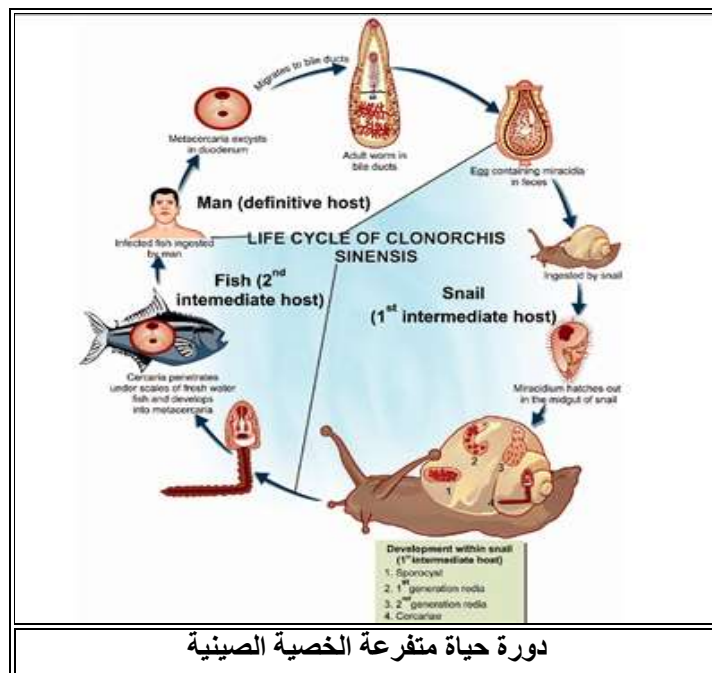 Migrates to bile ducts
Metacercaria excysts
in duodenum
Adult worm in
bile ducts
Egg containing miracidia
in feces
Man (definitive host)
Infected fish ingested
by man
LIFE CYCLE OF CLONORCHIS
SINENSIS
Ingested by snail
Fish (2nd
intemediate host)
Snail
(1st intermediate host)
Cercaria penetrates
under scales of fresh water
fish and develops
into metacercaria
Miracidium hatches out
in the midgut of snail
1
2
3
4
Development within snail
(1st intermediate host)
1. Sporocyst
2. 1st generation redia
3. 2nd generation redia
4. Cercariae
دورة حياة متفرعة الخصية الصينية